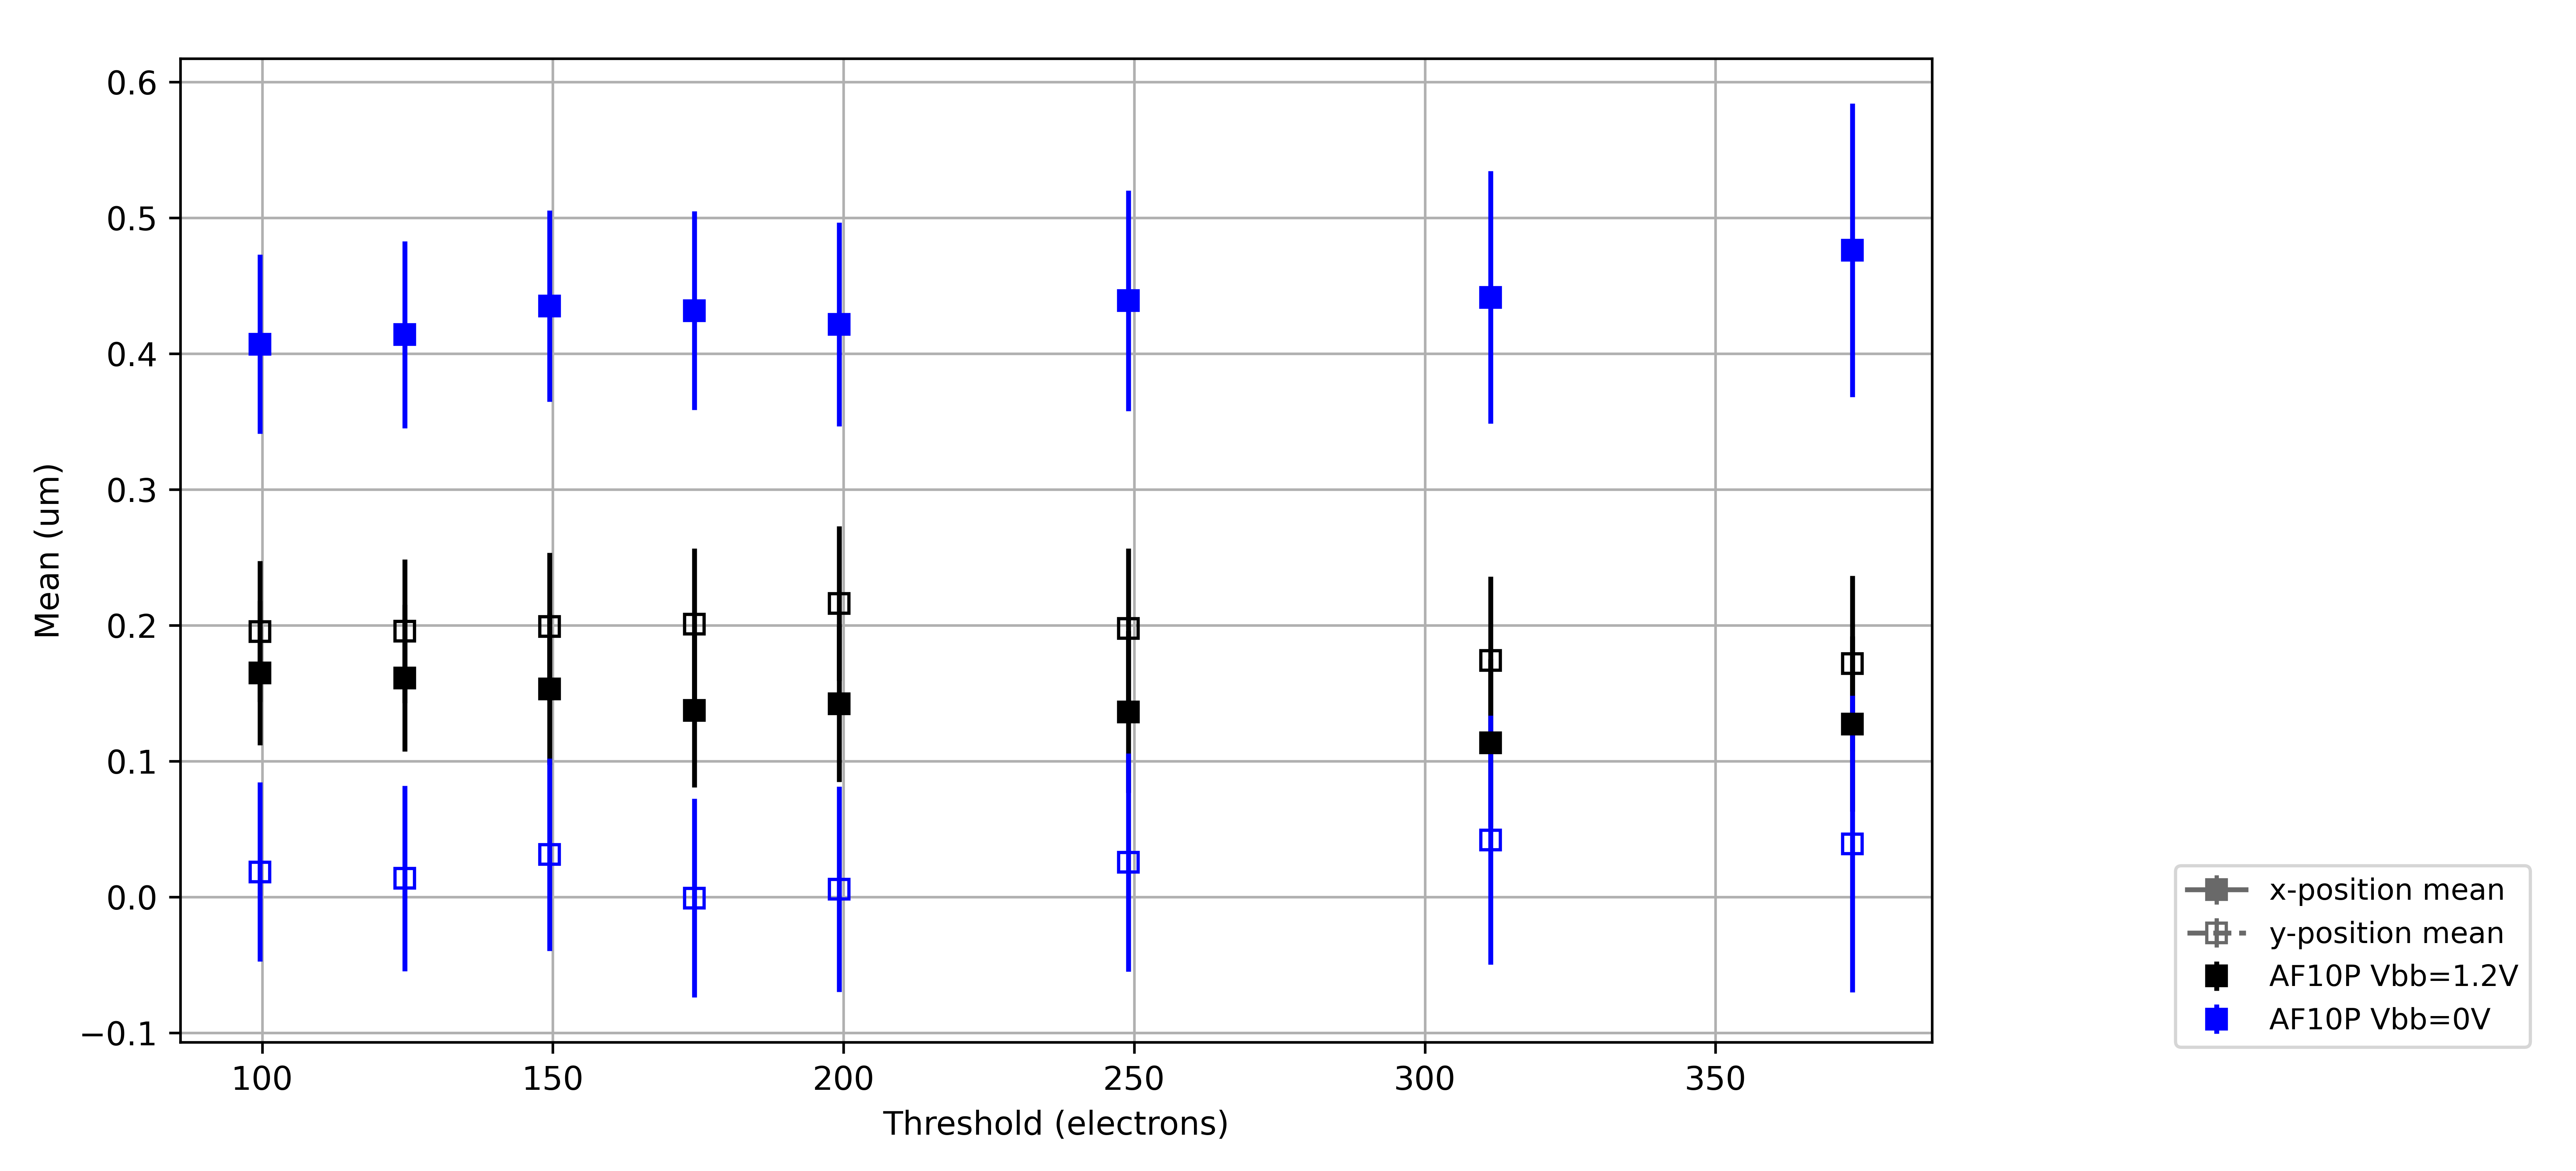 0.6
0.5
0.4
0.3
0.2
0.1
0.0
−0.1
Mean (um)
100 150 200 250 300 350
Threshold (electrons)
x-position mean
y-position mean
AF10P Vbb=1.2V
AF10P Vbb=0V